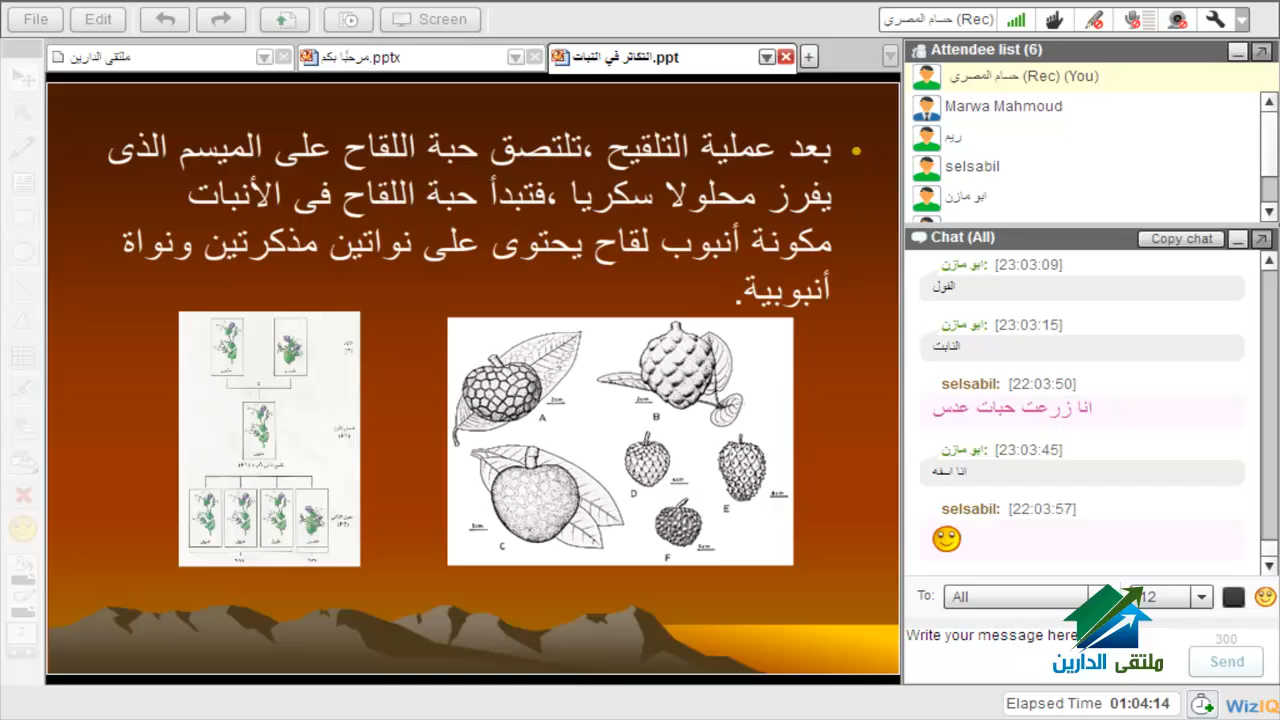 File
Edit
Screen
حسام المصري (Rec)
ملتقى الدارين
مرحبًا بكم.pptx
التكاثر في النبات.ppt
بعد عملية التلقيح ،تلتصق حبة اللقاح على الميسم الذى
يفرز محلولا سكريا ،فتبدأ حبة اللقاح فى الأنبات
مكونة أنبوب لقاح يحتوى على نواتين مذكرتين ونواة
أنبوبية.
A
B
C
D
E
F
Attendee list (6)
حسام المصري (Rec) (You)
Marwa Mahmoud
ريم
selsabil
ابو مازن
Chat (All)
Copy chat
ابو مازن: [23:03:09]
الفول
ابو مازن: [23:03:15]
النابت
selsabil: [22:03:50]
انا زرعت حبات عدس
ابو مازن: [23:03:45]
انا اسفه
selsabil: [22:03:57]
To:
All
12
Write your message here
300
Send
ملتقى الدارين
Elapsed Time 01:04:14
WizIQ